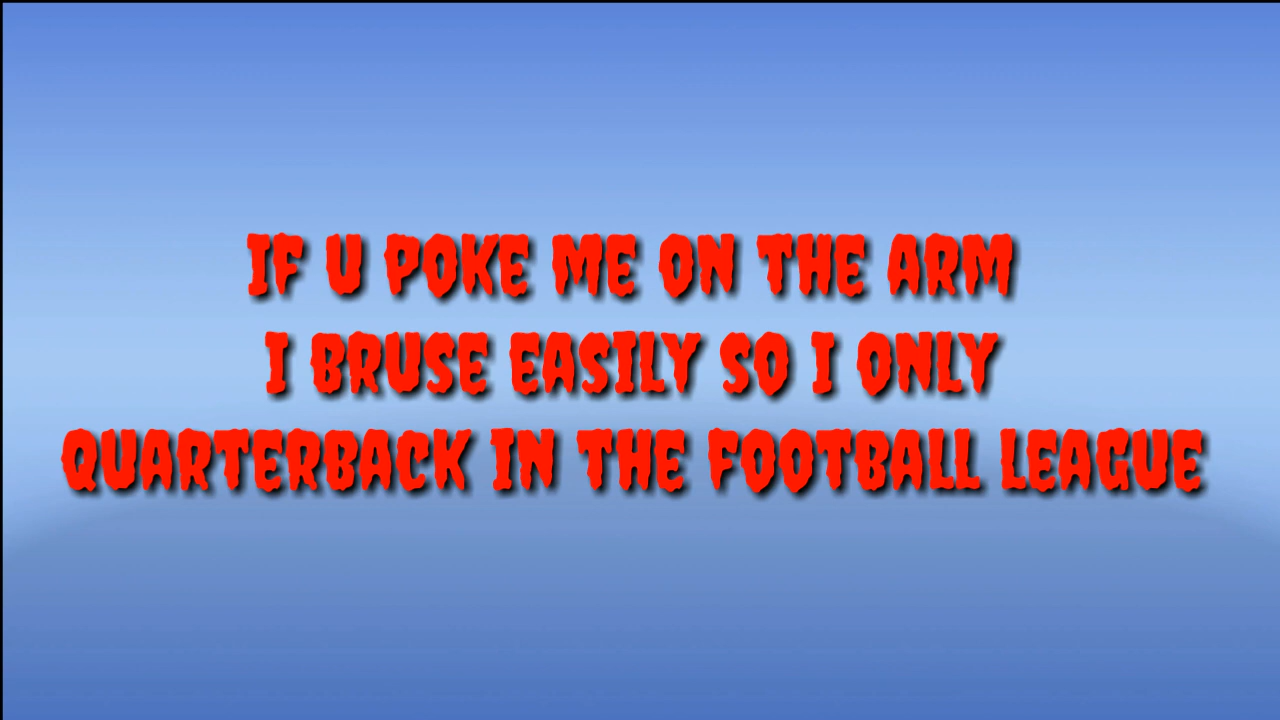 IF U POKE ME ON THE ARM
I BRUSE EASILY SO I ONLY
QUARTERBACK IN THE FOOTBALL LEAGUE